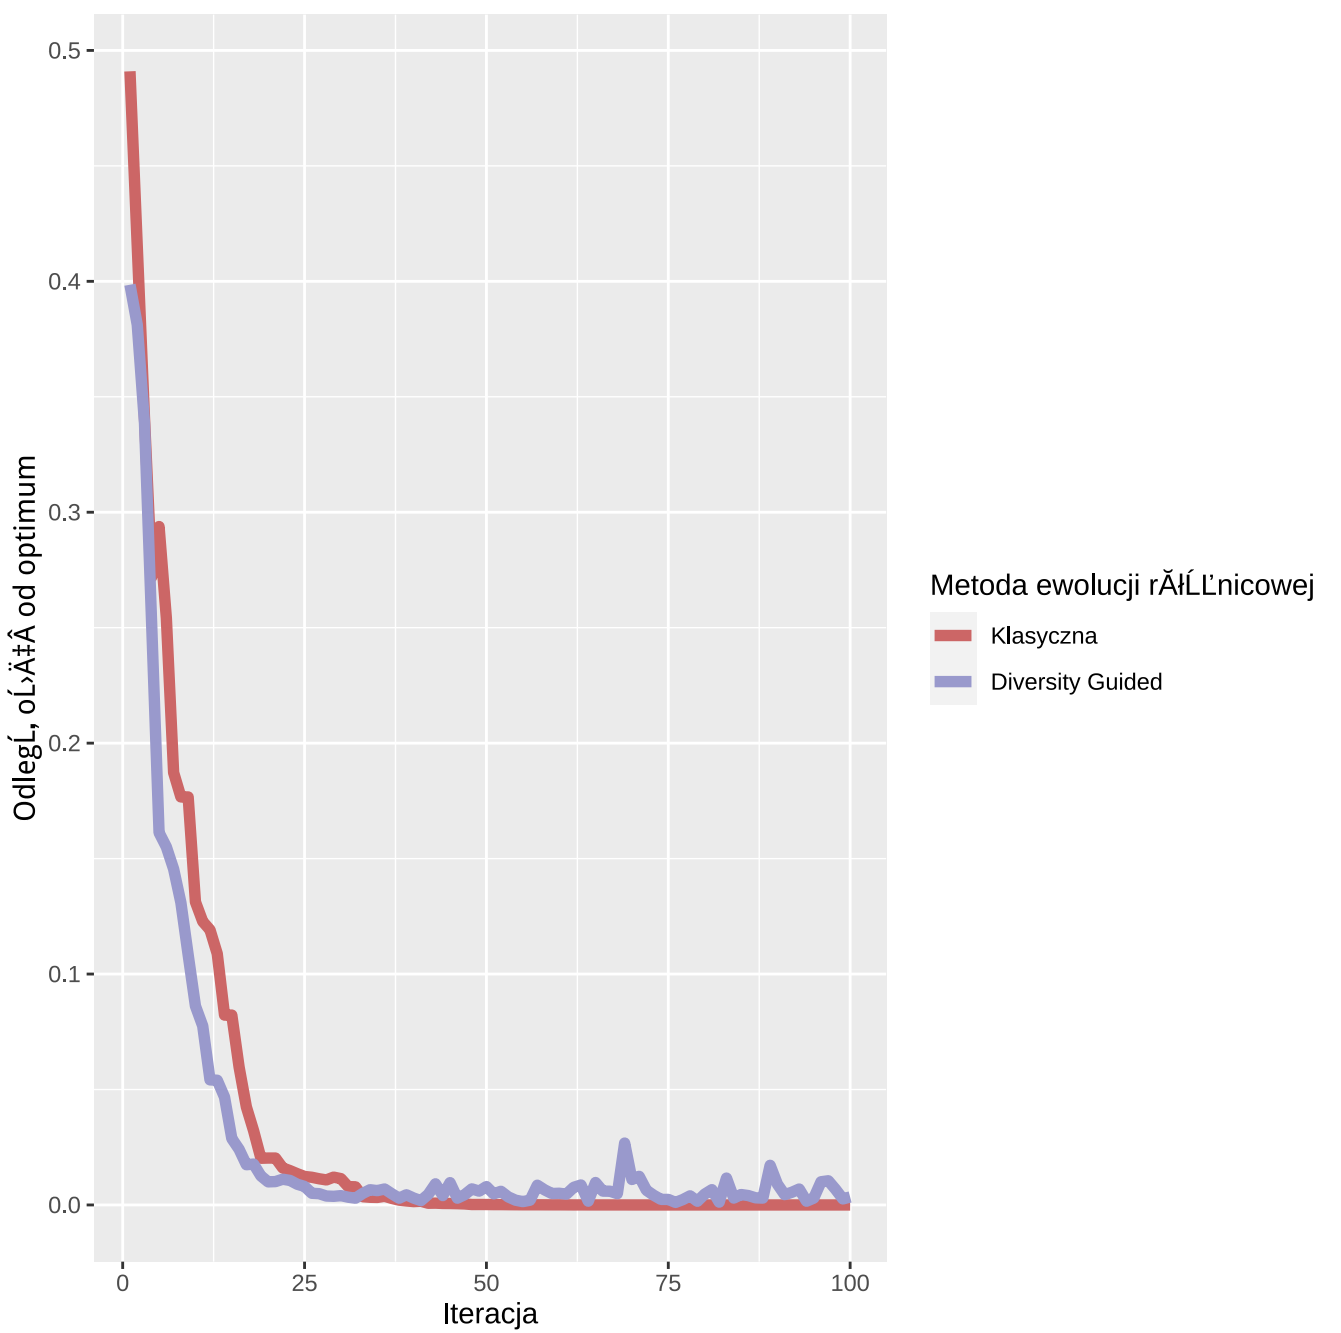 0.5
0.4
0.3
0.2
0.1
0.0
0
25
50
75
100
Iteracja
OdlegĹ‚oĹ›Ä‡Â od optimum
Metoda ewolucji rĂłĹĽnicowej
Klasyczna
Diversity Guided